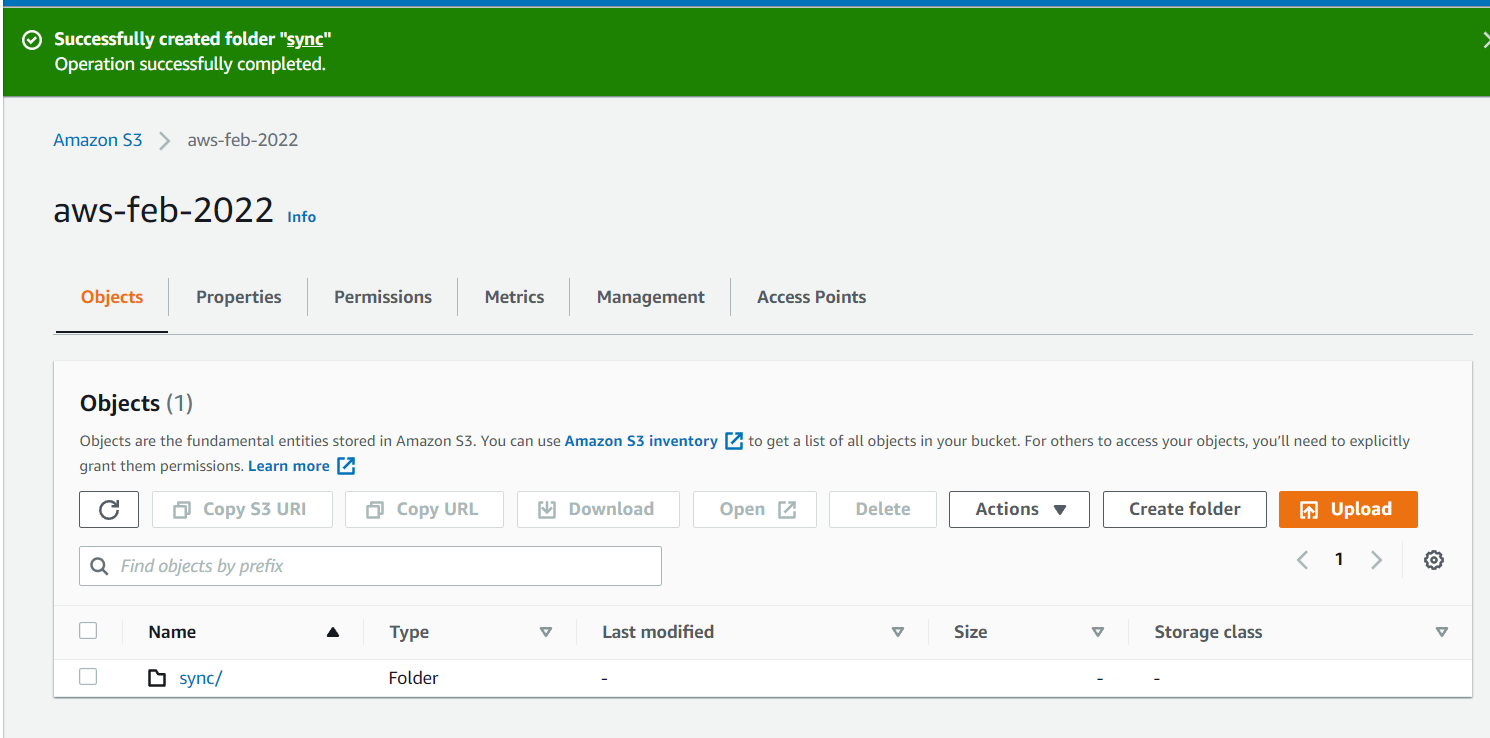 Successfully created folder "sync"
Operation successfully completed.
Amazon S3 aws-feb-2022
aws-feb-2022 Info
Objects Properties Permissions Metrics Management Access Points
Objects (1)
Objects are the fundamental entities stored in Amazon S3. You can use Amazon S3 inventory to get a list of all objects in your bucket. For others to access your objects, you'll need to explicitly
grant them permissions. Learn more
Copy S3 URI Copy URL Download Open Delete Actions Create folder Upload
Find objects by prefix 1
Name Type Last modified Size Storage class
sync/ Folder - - -